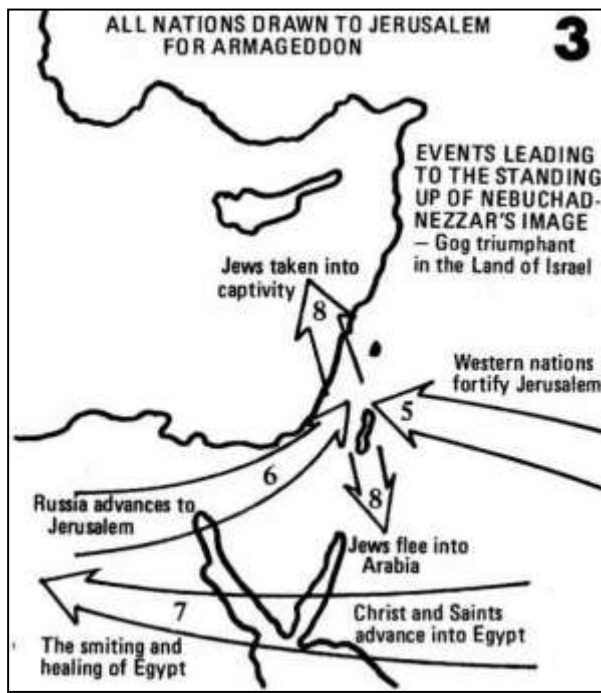 ALL NATIONS DRAWN TO JERUSALEM
FOR ARMAGEDDON
3
EVENTS LEADING
TO THE STANDING
UP OF NEBUCHAD-
NEZZAR'S IMAGE
– Gog triumphant
in the Land of Israel
Jews taken into
captivity
8
Western nations
fortify Jerusalem
5
6
Russia advances to
Jerusalem
8
Jews flee into
Arabia
7
Christ and Saints
advance into Egypt
The smiting and
healing of Egypt